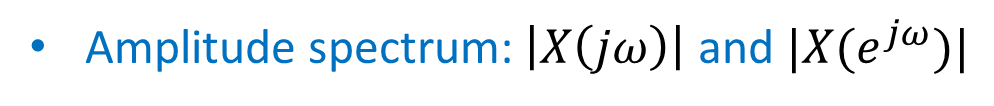 • Amplitude spectrum: |X(jω)| and |X(e^{jω})|